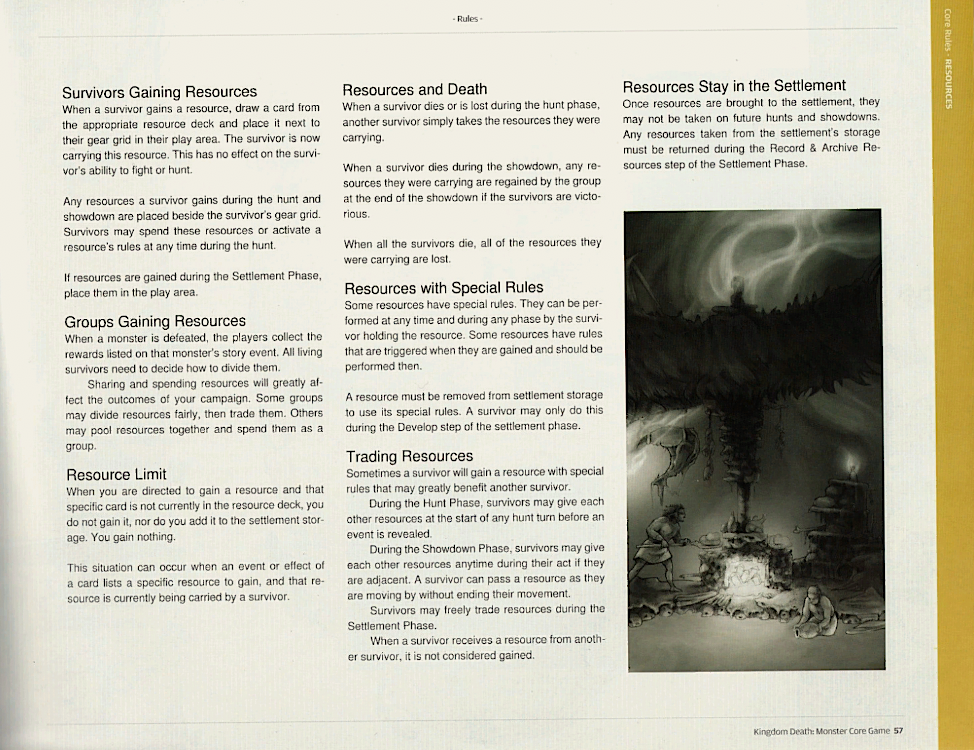 - Rules -
Core Rules - RESOURCES
Survivors Gaining Resources
When a survivor gains a resource, draw a card from
the appropriate resource deck and place it next to
their gear grid in their play area. The survivor is now
carrying this resource. This has no effect on the survi-
vor's ability to fight or hunt.
Any resources a survivor gains during the hunt and
showdown are placed beside the survivor's gear grid.
Survivors may spend these resources or activate a
resource's rules at any time during the hunt.
If resources are gained during the Settlement Phase,
place them in the play area.
Groups Gaining Resources
When a monster is defeated, the players collect the
rewards listed on that monster's story event. All living
survivors need to decide how to divide them.
Sharing and spending resources will greatly af-
fect the outcomes of your campaign. Some groups
may divide resources fairly, then trade them. Others
may pool resources together and spend them as a
group.
Resource Limit
When you are directed to gain a resource and that
specific card is not currently in the resource deck, you
do not gain it, nor do you add it to the settlement stor-
age. You gain nothing.
This situation can occur when an event or effect of
a card lists a specific resource to gain, and that re-
source is currently being carried by a survivor.
Resources and Death
When a survivor dies or is lost during the hunt phase,
another survivor simply takes the resources they were
carrying.
When a survivor dies during the showdown, any re-
sources they were carrying are regained by the group
at the end of the showdown if the survivors are victo-
rious.
When all the survivors die, all of the resources they
were carrying are lost.
Resources with Special Rules
Some resources have special rules. They can be per-
formed at any time and during any phase by the survi-
vor holding the resource. Some resources have rules
that are triggered when they are gained and should be
performed then.
A resource must be removed from settlement storage
to use its special rules. A survivor may only do this
during the Develop step of the settlement phase.
Trading Resources
Sometimes a survivor will gain a resource with special
rules that may greatly benefit another survivor.
During the Hunt Phase, survivors may give each
other resources at the start of any hunt turn before an
event is revealed.
During the Showdown Phase, survivors may give
each other resources anytime during their act if they
are adjacent. A survivor can pass a resource as they
are moving by without ending their movement.
Survivors may freely trade resources during the
Settlement Phase.
When a survivor receives a resource from anoth-
er survivor, it is not considered gained.
Resources Stay in the Settlement
Once resources are brought to the settlement, they
may not be taken on future hunts and showdowns.
Any resources taken from the settlement's storage
must be returned during the Record & Archive Re-
sources step of the Settlement Phase.
Kingdom Death: Monster Core Game 57